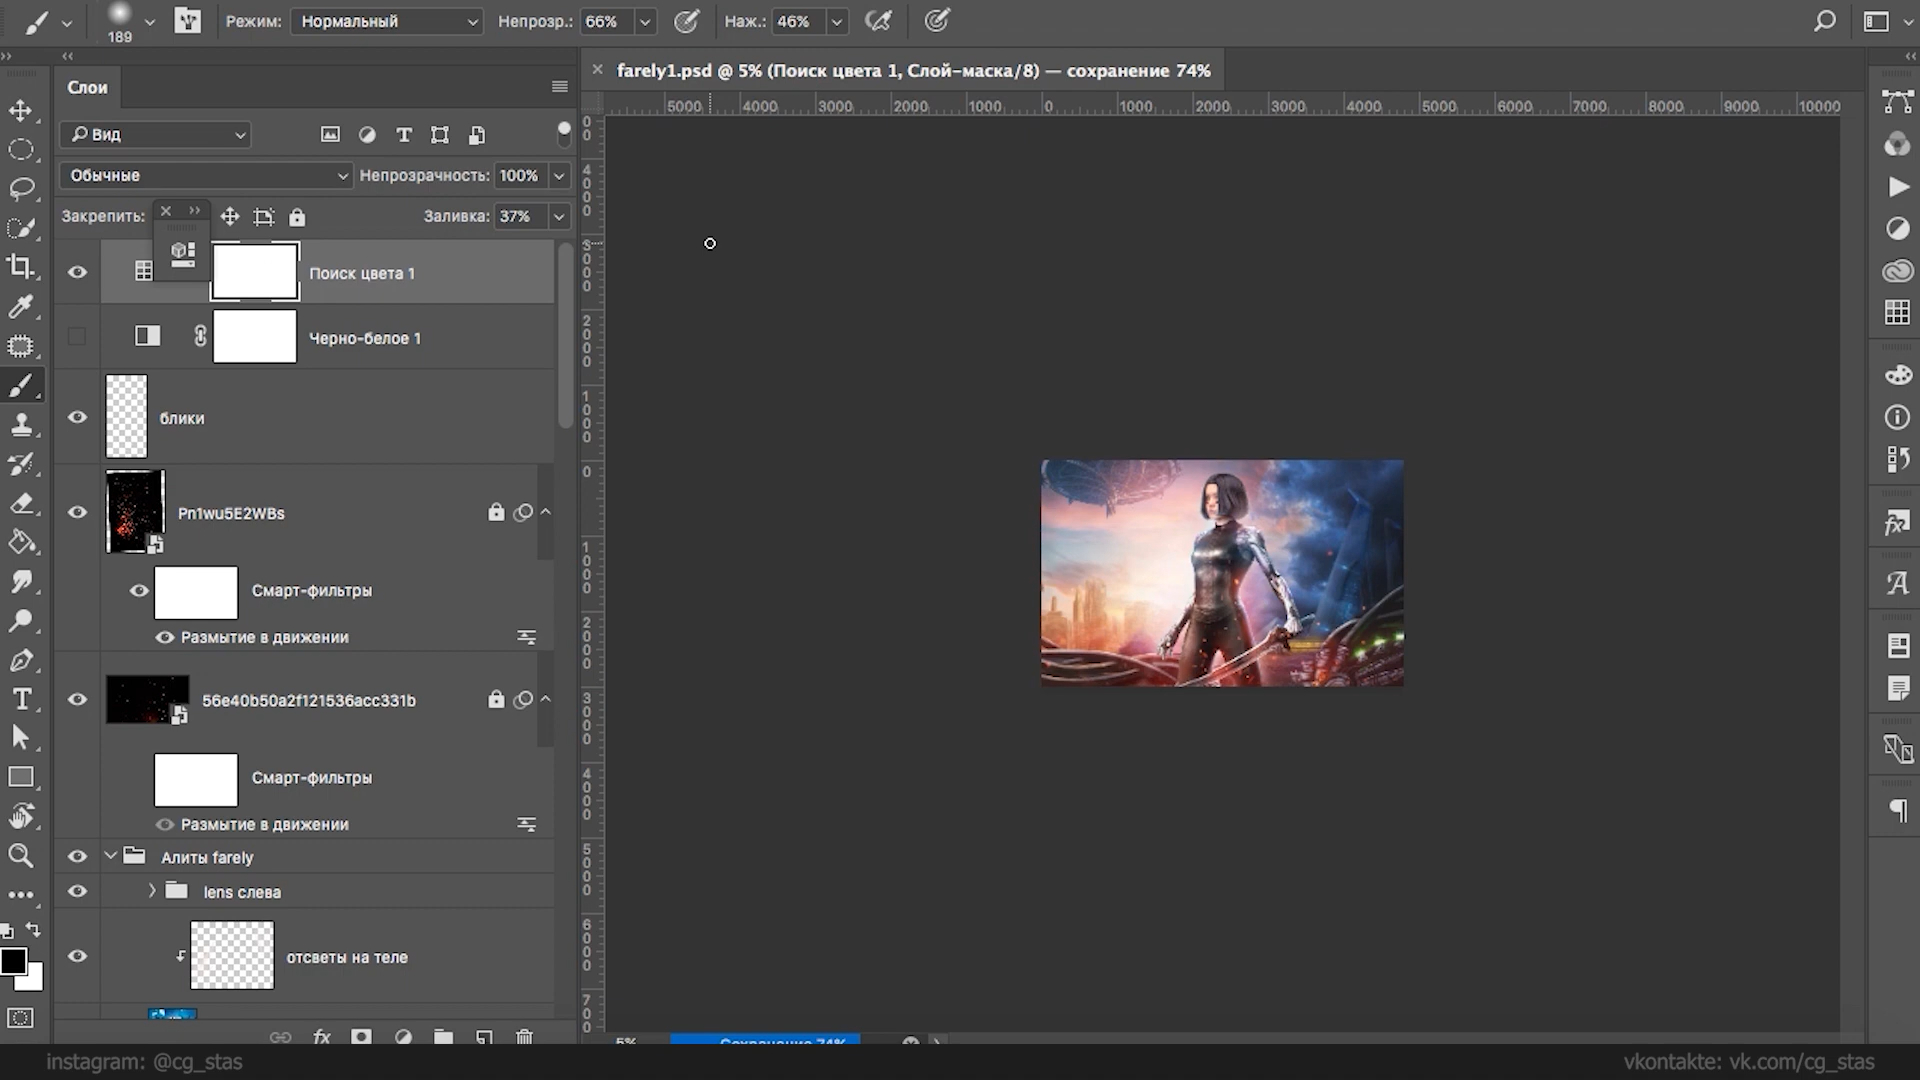 189
Режим:
Нормальный
Непрозр.:
66%
Наж.:
46%
Слои
farely1.psd @ 5% (Поиск цвета 1, Слой-маска/8) — сохранение 74%
5000 4000 3000 2000 1000 0 1000 2000 3000 4000 5000 6000 7000 8000 9000 10000
Вид
Обычные
Непрозрачность: 100%
Закрепить:
Заливка: 37%
Поиск цвета 1
Черно-белое 1
блики
Pn1wu5E2WBs
Смарт-фильтры
Размытие в движении
56e40b50a2f121536acc331b
Смарт-фильтры
Размытие в движении
Алиты farely
lens слева
отсветы на теле
5%
Сохранение 74%
instagram: @cg_stas
vkontakte: vk.com/cg_stas